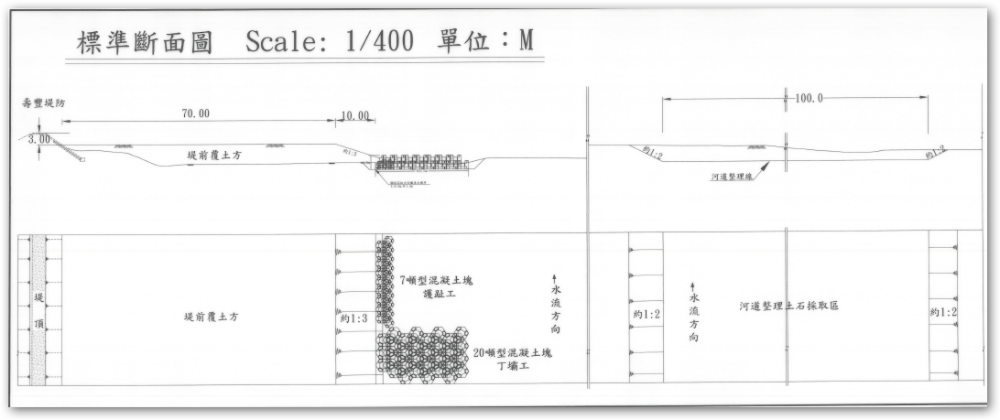 標準斷面圖 Scale: 1/400 單位:M
壽豐堤防
70.00
10.00
100.0
3.00
堤前覆土方
約1:3
約1:2
約1:2
河道整理線
堤頂
堤前覆土方
約1:3
7噸型混凝土塊
護趾工
20噸型混凝土塊
丁壩工
水流方向
約1:2
水流方向
河道整理土石採取區
約1:2